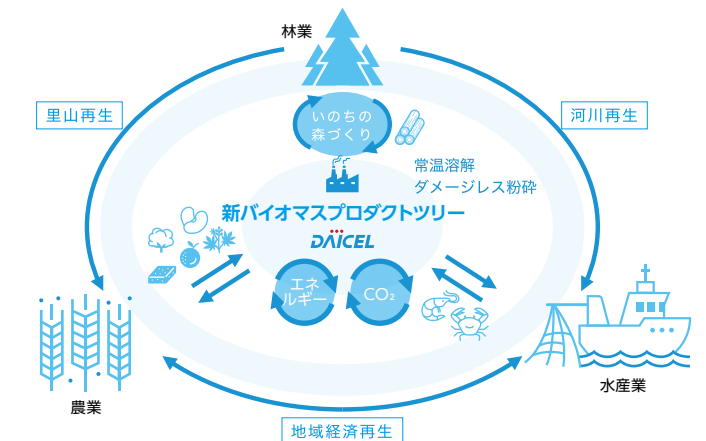 林業
里山再生
河川再生
いのちの
森づくり
常温溶解
ダメージレス粉砕
新バイオマスプロダクトツリー
DAICEL
エネ
ルギー
CO₂
農業
水産業
地域経済再生